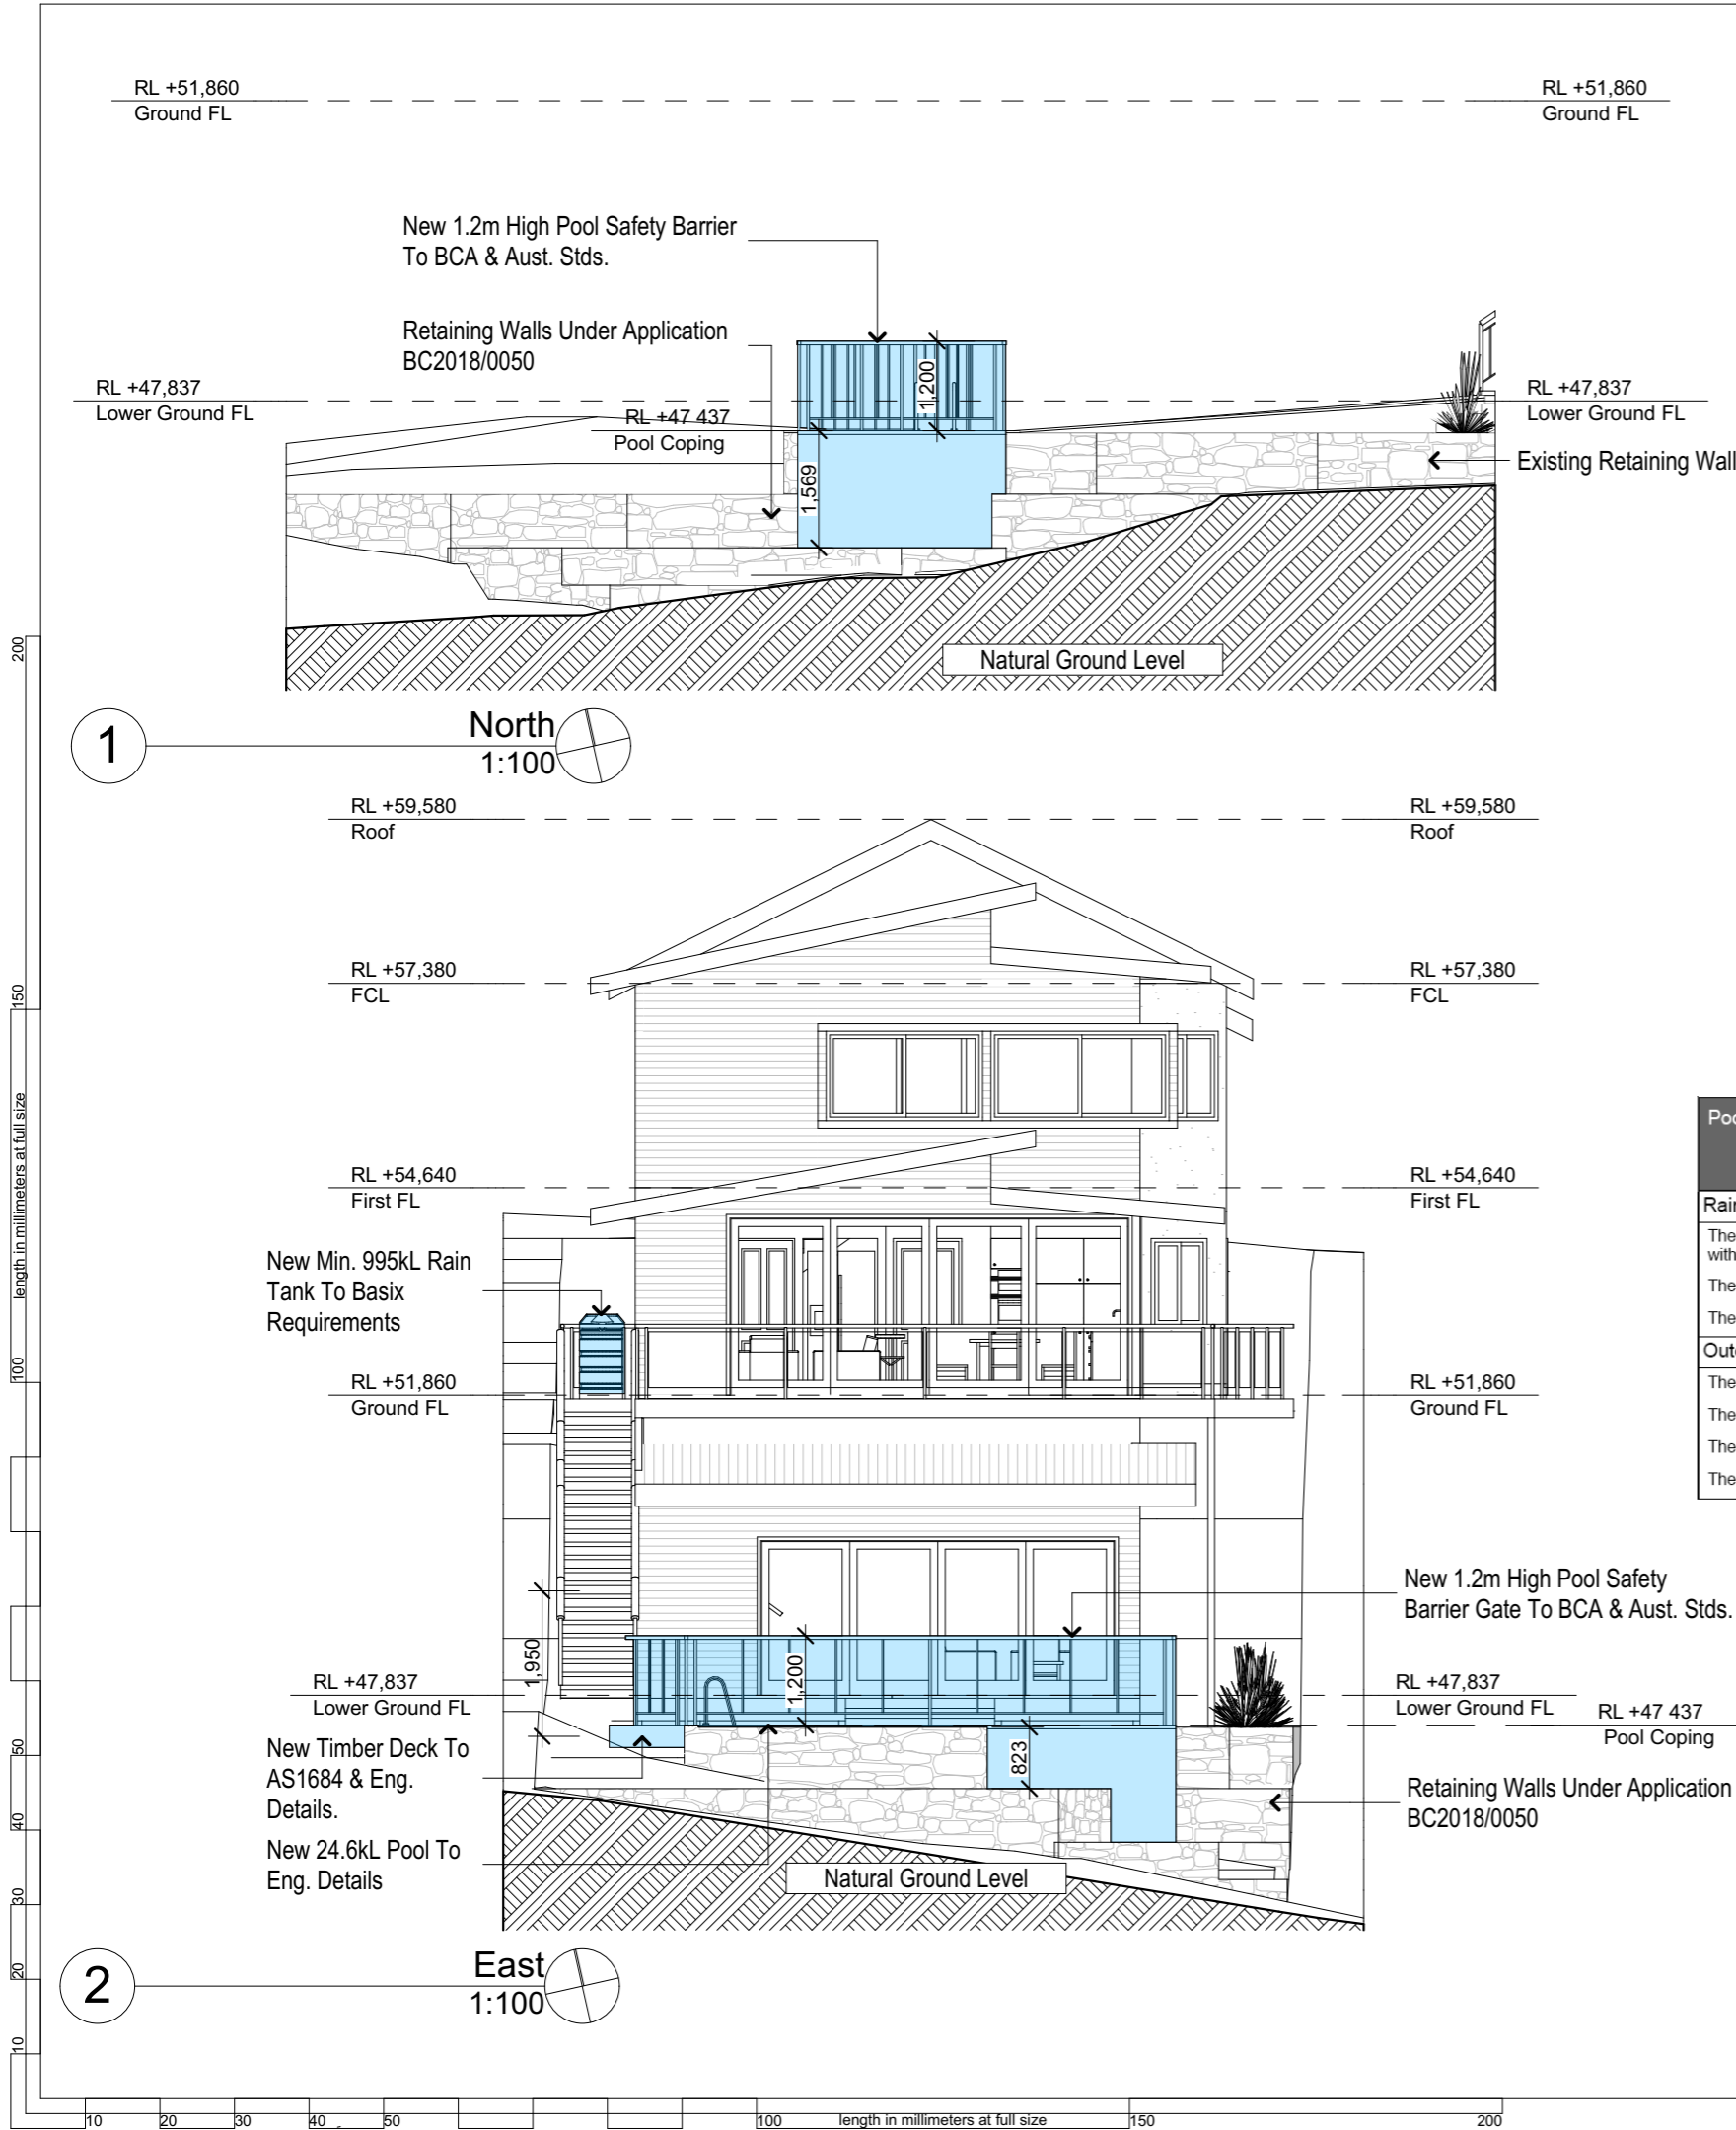 RL +51,860
Ground FL
RL +51,860
Ground FL
New 1.2m High Pool Safety Barrier
To BCA & Aust. Stds.
Retaining Walls Under Application
BC2018/0050
RL +47,837
Lower Ground FL
RL +47 437
Pool Coping
1,200
1,569
RL +47,837
Lower Ground FL
Existing Retaining Wall
Natural Ground Level
1
North
1:100
RL +59,580
Roof
RL +59,580
Roof
RL +57,380
FCL
RL +57,380
FCL
RL +54,640
First FL
RL +54,640
First FL
New Min. 995kL Rain
Tank To Basix
Requirements
RL +51,860
Ground FL
RL +51,860
Ground FL
New 1.2m High Pool Safety
Barrier Gate To BCA & Aust. Stds.
1,950
1,200
RL +47,837
Lower Ground FL
RL +47,837
Lower Ground FL
RL +47 437
Pool Coping
New Timber Deck To
AS1684 & Eng.
Details.
823
Retaining Walls Under Application
BC2018/0050
New 24.6kL Pool To
Eng. Details
Natural Ground Level
2
East
1:100
The
with
The
The
The
The
The
The
200
150
length in millimeters at full size
100
50
40
30
20
10
10 20 30 40 50 100 length in millimeters at full size 150 200